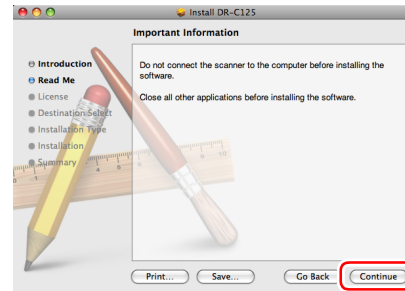 Install DR-C125
Important Information
Introduction
Read Me
License
Destination Select
Installation Type
Installation
Summary
Do not connect the scanner to the computer before installing the
software.
Close all other applications before installing the software.
Print...
Save...
Go Back
Continue